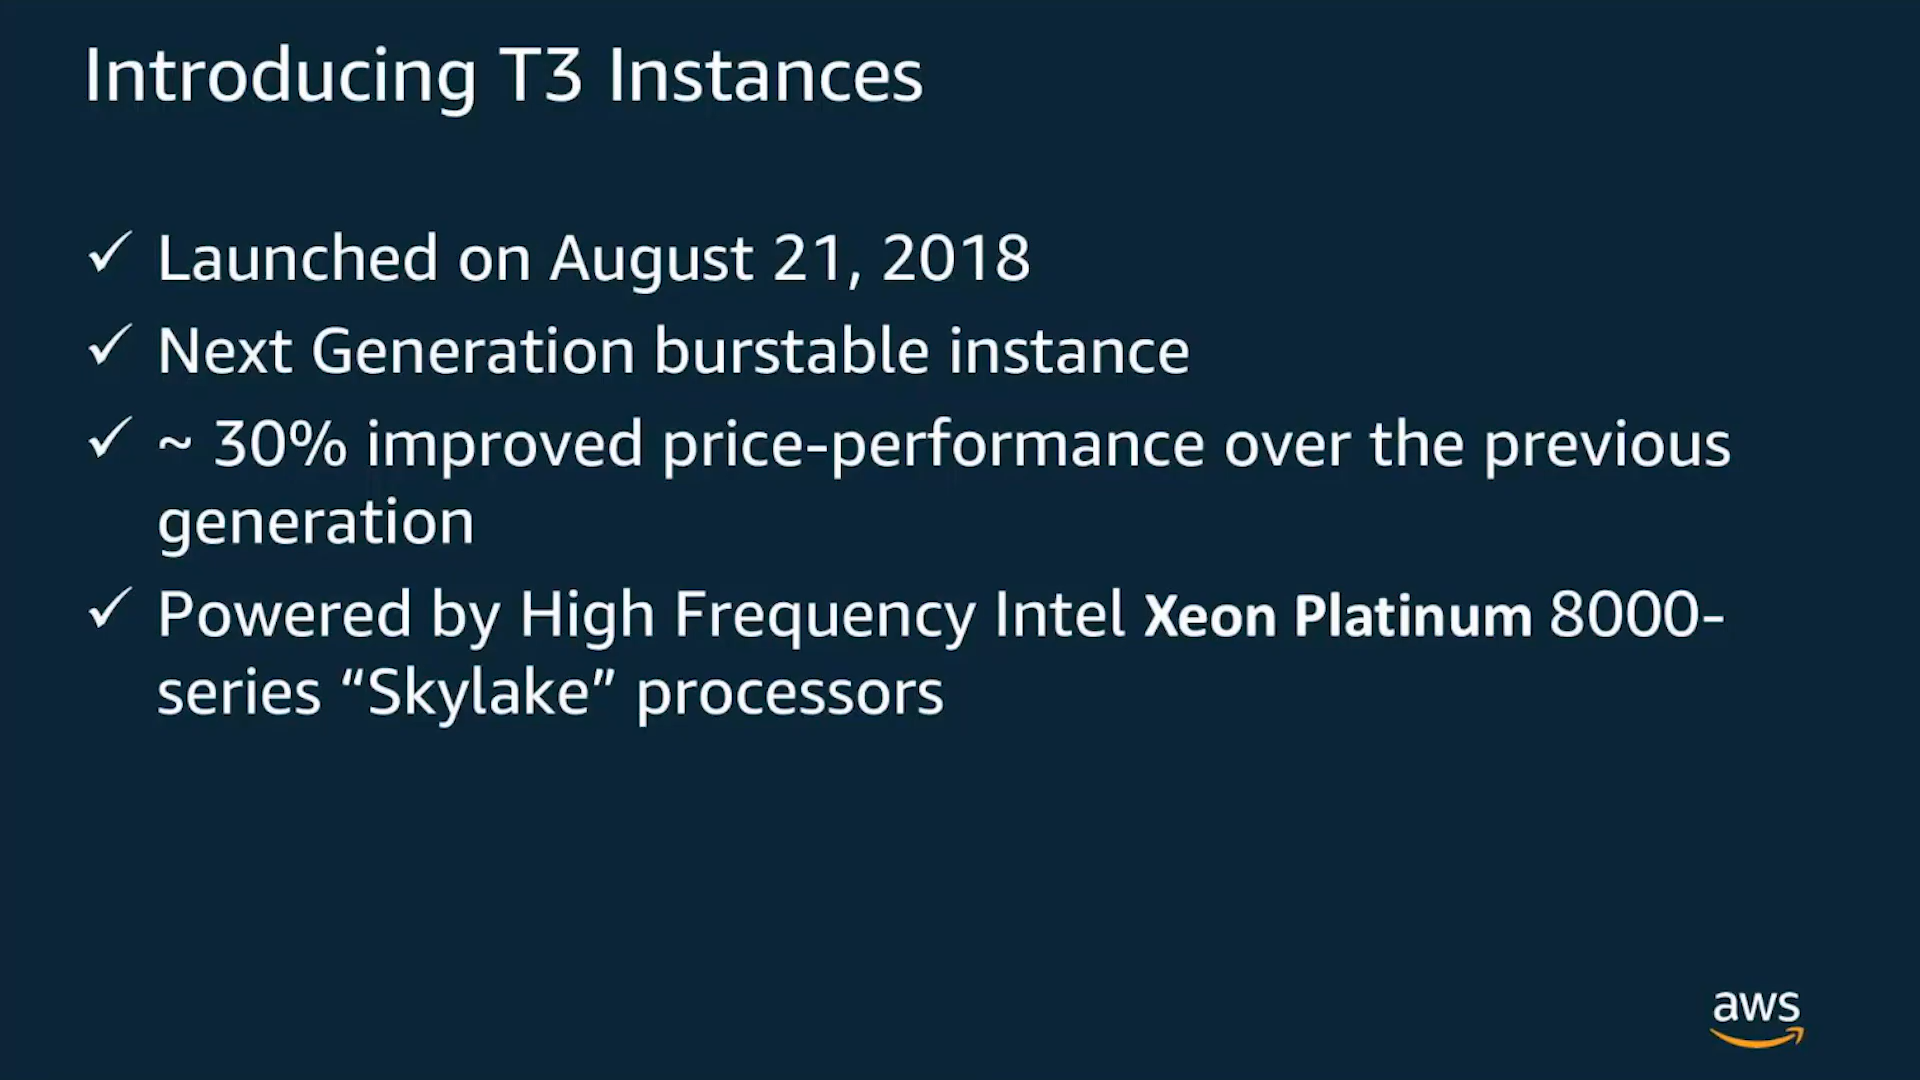 Introducing T3 Instances
✓ Launched on August 21, 2018
✓ Next Generation burstable instance
✓ ~ 30% improved price-performance over the previous
generation
✓ Powered by High Frequency Intel Xeon Platinum 8000-
series “Skylake” processors
aws